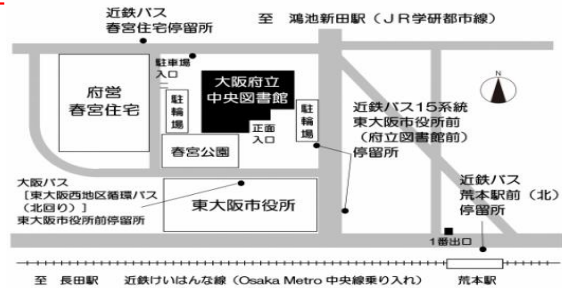 近鉄バス
春宮住宅停留所
至　鴻池新田駅（JR学研都市線）
駐車場
入口
大阪府立
中央図書館
府営
春宮住宅
駐輪場
正面
入口
駐輪場
春宮公園
N
近鉄バス15系統
東大阪市役所前
（府立図書館前）
停留所
大阪バス
［東大阪西地区循環バス
（北回り）］
東大阪市役所前停留所
東大阪市役所
近鉄バス
荒本駅前（北）
停留所
1番出口
至　長田駅　近鉄けいはんな線（Osaka Metro 中央線乗り入れ）　荒本駅